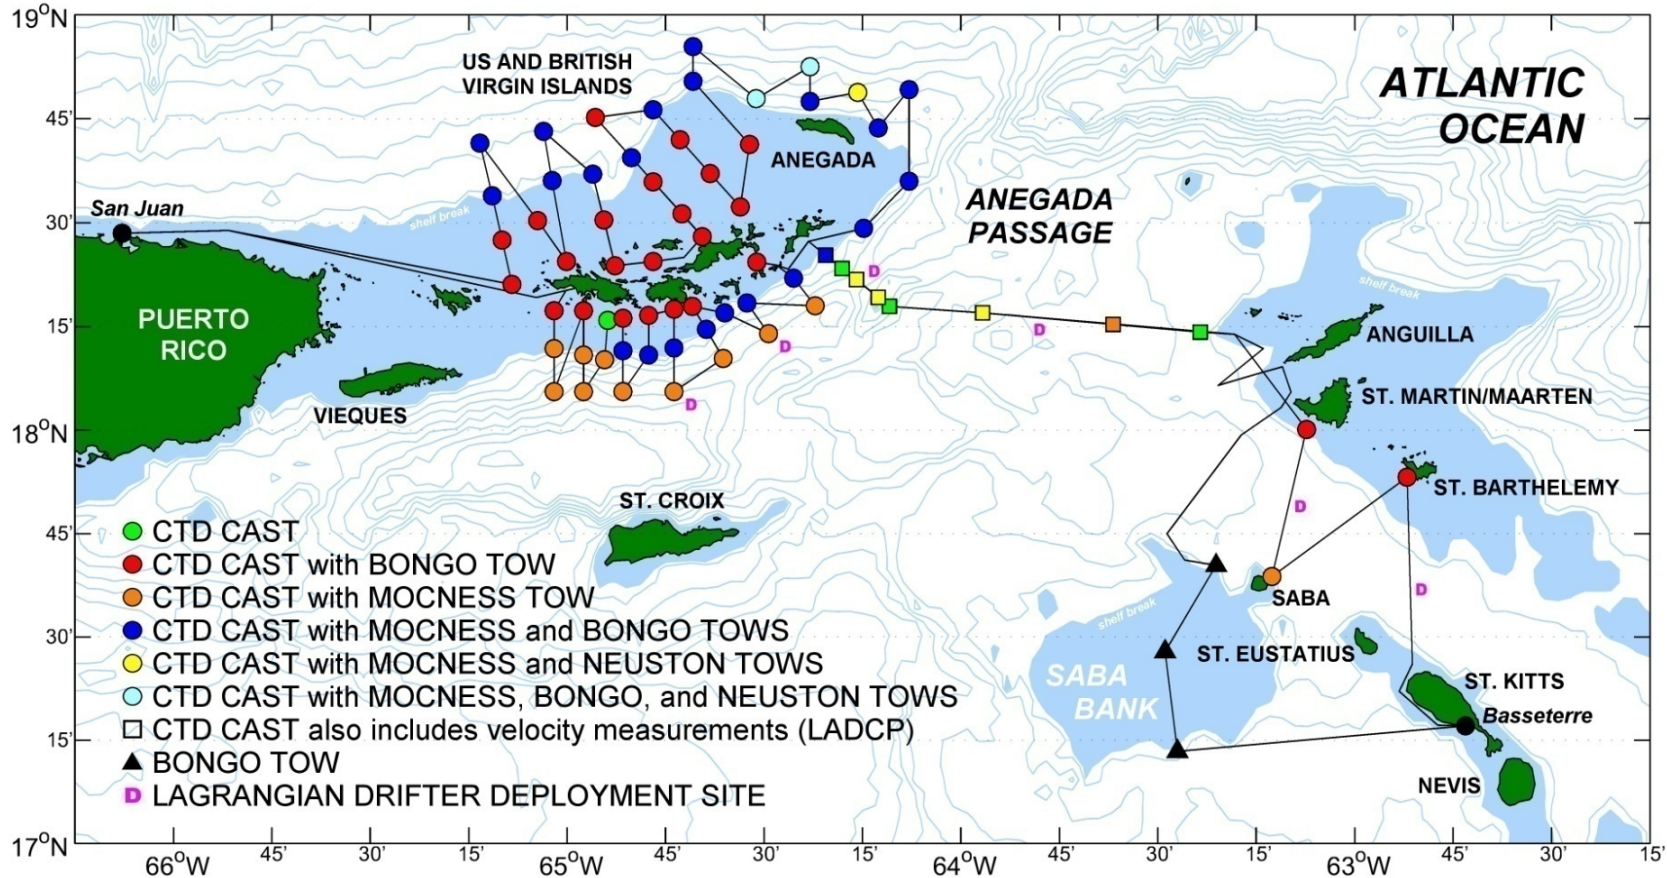 19°N
US AND BRITISH
VIRGIN ISLANDS
ATLANTIC
OCEAN
45'
ANEGADA
ANEGADA
PASSAGE
San Juan
30'
shelf break
D
shelf break
PUERTO
RICO
15'
D
ANGUILLA
D
VIEQUES
D
ST. MARTIN/MAARTEN
18°N
ST. BARTHELEMY
ST. CROIX
D
45'
CTD CAST
CTD CAST with BONGO TOW
CTD CAST with MOCNESS TOW
CTD CAST with MOCNESS and BONGO TOWS
CTD CAST with MOCNESS and NEUSTON TOWS
CTD CAST with MOCNESS, BONGO, and NEUSTON TOWS
CTD CAST also includes velocity measurements (LADCP)
BONGO TOW
D LAGRANGIAN DRIFTER DEPLOYMENT SITE
SABA
D
shelf break
30'
ST. EUSTATIUS
SABA
BANK
ST. KITTS
Basseterre
15'
NEVIS
17°N
66°W 45' 30' 15' 65°W 45' 30' 15' 64°W 45' 30' 15' 63°W 45' 30' 15'